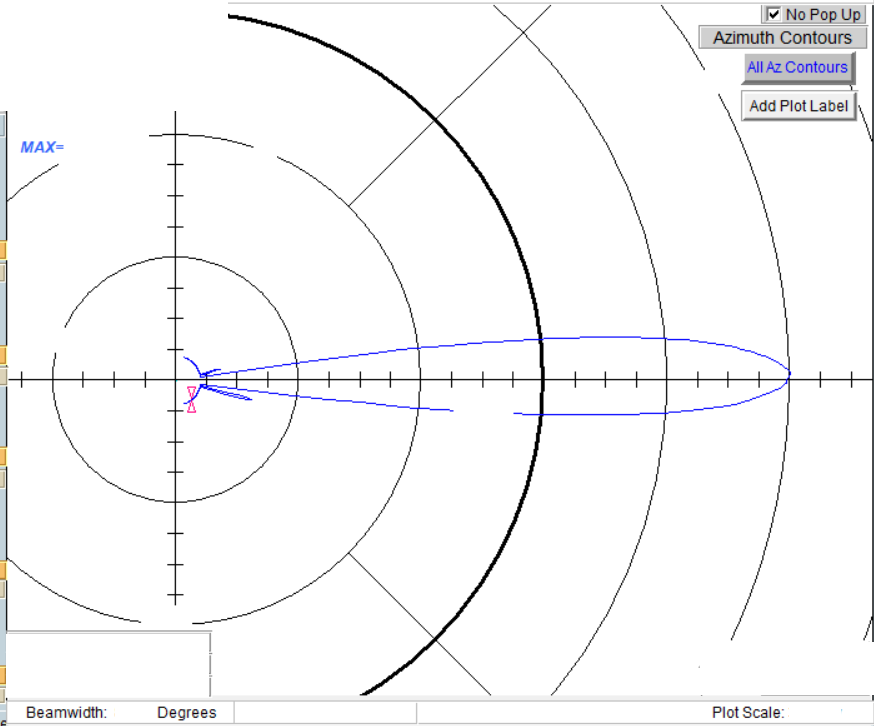 No Pop Up
Azimuth Contours
All Az Contours
Add Plot Label
MAX=
Beamwidth: Degrees Plot Scale: